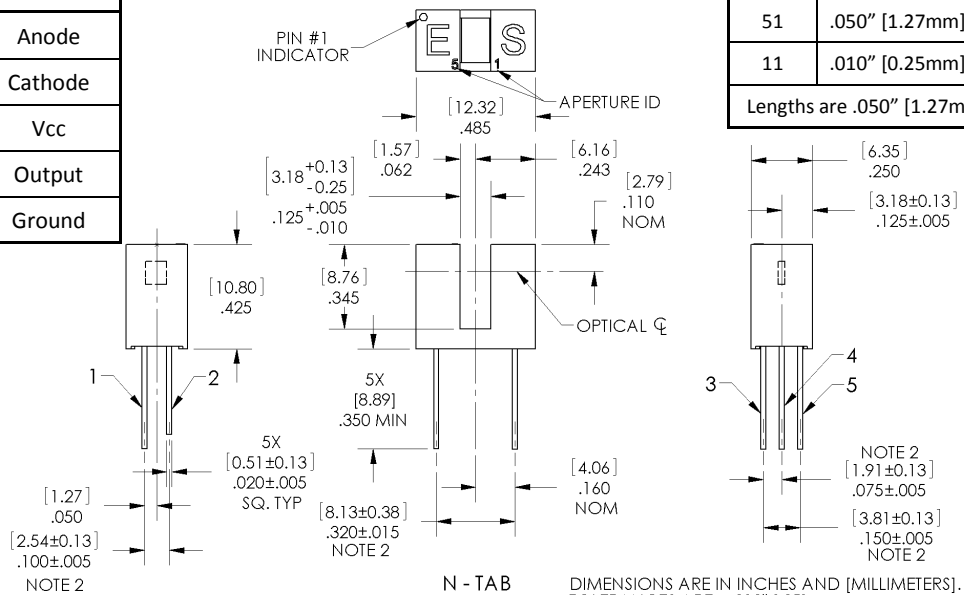 Anode
Cathode
Vcc
Output
Ground
51 .050” [1.27mm]
11 .010” [0.25mm]
Lengths are .050” [1.27m
PIN #1
INDICATOR
E S
5 1
APERTURE ID
[12.32]
.485
[1.57]
.062
[6.16]
.243
[3.18 +0.13 -0.25]
.125 +.005 -.010
[2.79]
.110
NOM
[6.35]
.250
[3.18±0.13]
.125±.005
[10.80]
.425
[8.76]
.345
OPTICAL ℄
1
2
5X
[8.89]
.350 MIN
3
4
5
5X
[0.51±0.13]
.020±.005
SQ. TYP
[1.27]
.050
[2.54±0.13]
.100±.005
NOTE 2
[8.13±0.38]
.320±.015
NOTE 2
[4.06]
.160
NOM
NOTE 2
[1.91±0.13]
.075±.005
[3.81±0.13]
.150±.005
NOTE 2
N - TAB
DIMENSIONS ARE IN INCHES AND [MILLIMETERS].